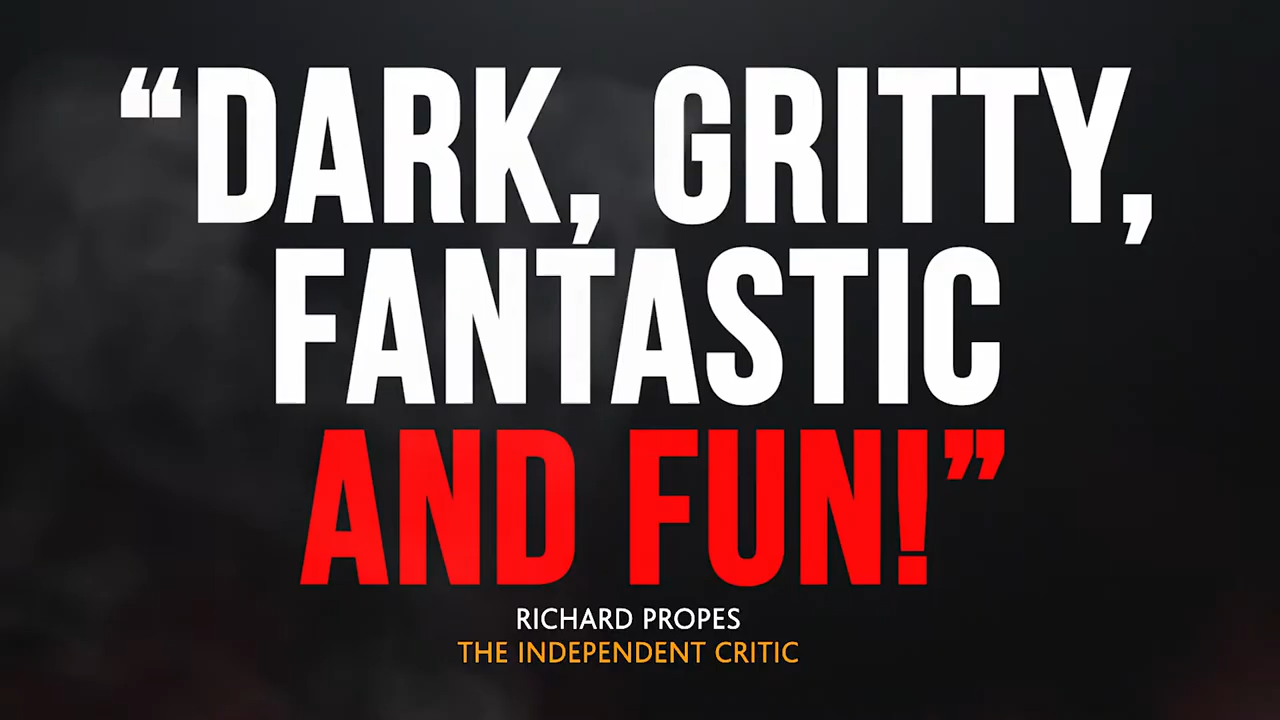 “DARK, GRITTY,
FANTASTIC
AND FUN!”
RICHARD PROPES
THE INDEPENDENT CRITIC